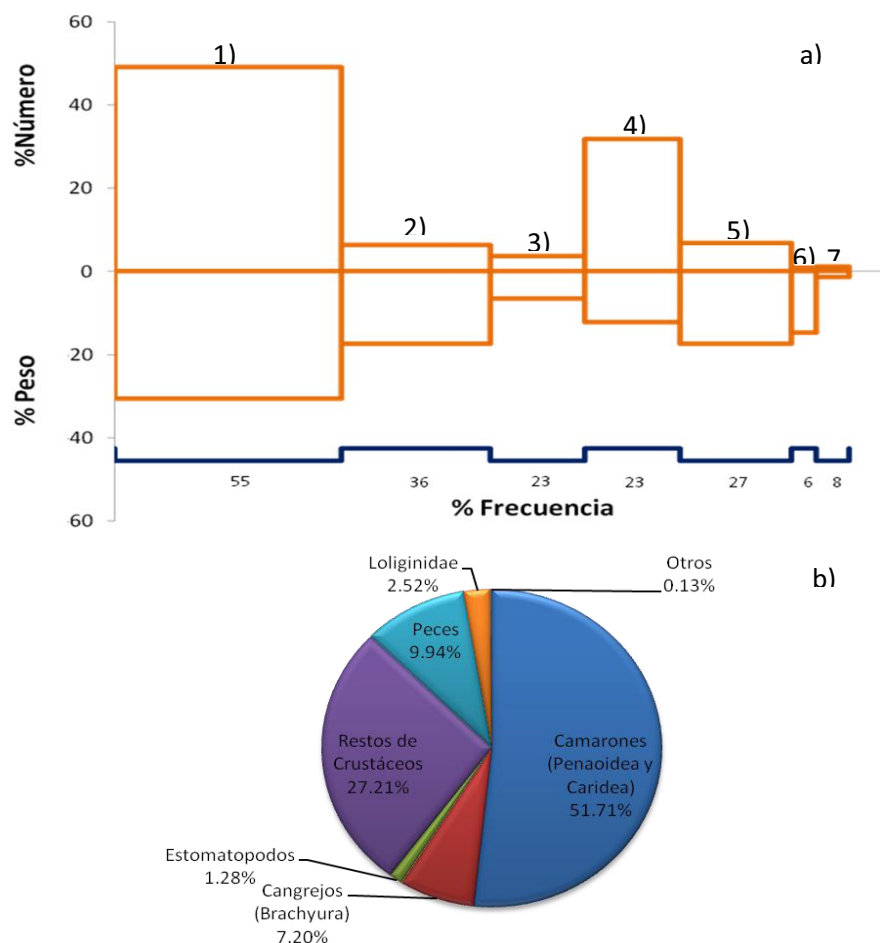 60
40
20
0
20
40
60
%Número
% Peso
1)
2)
3)
4)
5)
6)
7
a)
55
36
23
23
27
6
8
% Frecuencia
b)
Loliginidae
2.52%
Otros
0.13%
Peces
9.94%
Restos de
Crustáceos
27.21%
Camarones
(Penaoidea y
Caridea)
51.71%
Estomatopodos
1.28%
Cangrejos
(Brachyura)
7.20%